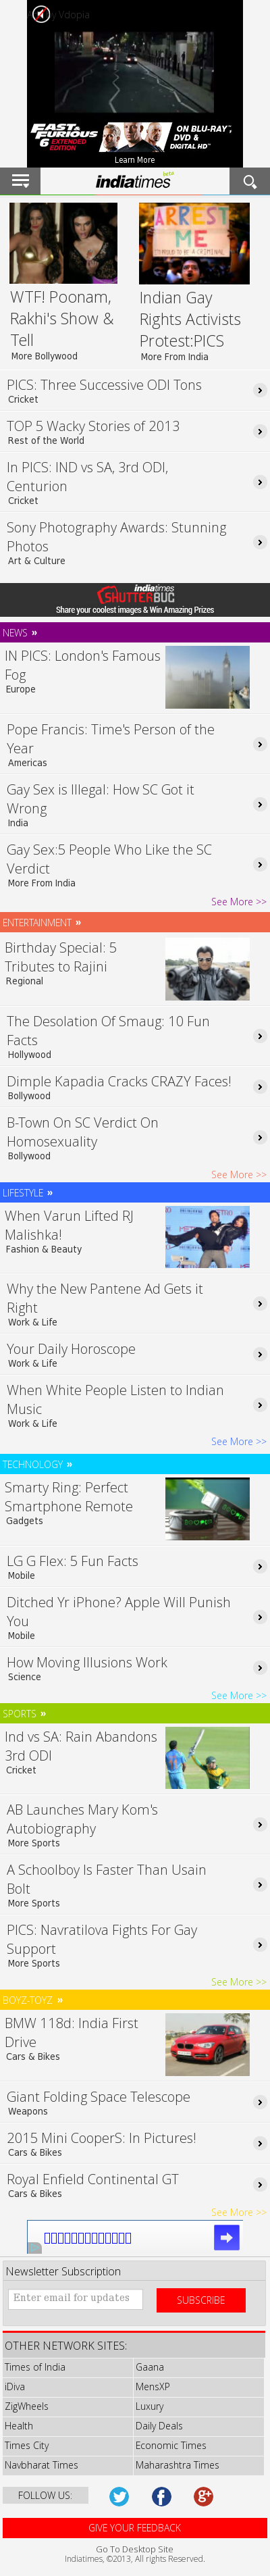 Vdopia
FAST & FURIOUS 6
EXTENDED EDITION
ON BLU-RAY, DVD & DIGITAL HD
Learn More
indiatimes beta
WTF! Poonam,
Rakhi's Show &
Tell
More Bollywood
ARREST
ME
Indian Gay
Rights Activists
Protest:PICS
More From India
PICS: Three Successive ODI Tons
Cricket
TOP 5 Wacky Stories of 2013
Rest of the World
In PICS: IND vs SA, 3rd ODI,
Centurion
Cricket
Sony Photography Awards: Stunning
Photos
Art & Culture
indiatimes
SHUTTERBUG
Share your coolest images & Win Amazing Prizes
NEWS »
IN PICS: London's Famous
Fog
Europe
Pope Francis: Time's Person of the
Year
Americas
Gay Sex is Illegal: How SC Got it
Wrong
India
Gay Sex:5 People Who Like the SC
Verdict
More From India
See More >>
ENTERTAINMENT »
Birthday Special: 5
Tributes to Rajini
Regional
The Desolation Of Smaug: 10 Fun
Facts
Hollywood
Dimple Kapadia Cracks CRAZY Faces!
Bollywood
B-Town On SC Verdict On
Homosexuality
Bollywood
See More >>
LIFESTYLE »
When Varun Lifted RJ
Malishka!
Fashion & Beauty
Why the New Pantene Ad Gets it
Right
Work & Life
Your Daily Horoscope
Work & Life
When White People Listen to Indian
Music
Work & Life
See More >>
TECHNOLOGY »
Smarty Ring: Perfect
Smartphone Remote
Gadgets
LG G Flex: 5 Fun Facts
Mobile
Ditched Yr iPhone? Apple Will Punish
You
Mobile
How Moving Illusions Work
Science
See More >>
SPORTS »
Ind vs SA: Rain Abandons
3rd ODI
Cricket
AB Launches Mary Kom's
Autobiography
More Sports
A Schoolboy Is Faster Than Usain
Bolt
More Sports
PICS: Navratilova Fights For Gay
Support
More Sports
See More >>
BOYZ-TOYZ »
BMW 118d: India First
Drive
Cars & Bikes
Giant Folding Space Telescope
Weapons
2015 Mini CooperS: In Pictures!
Cars & Bikes
Royal Enfield Continental GT
Cars & Bikes
See More >>
Newsletter Subscription
Enter email for updates
SUBSCRIBE
OTHER NETWORK SITES:
Times of India
Gaana
iDiva
MensXP
ZigWheels
Luxury
Health
Daily Deals
Times City
Economic Times
Navbharat Times
Maharashtra Times
FOLLOW US:
GIVE YOUR FEEDBACK
Go To Desktop Site
Indiatimes, ©2013, All rights Reserved.